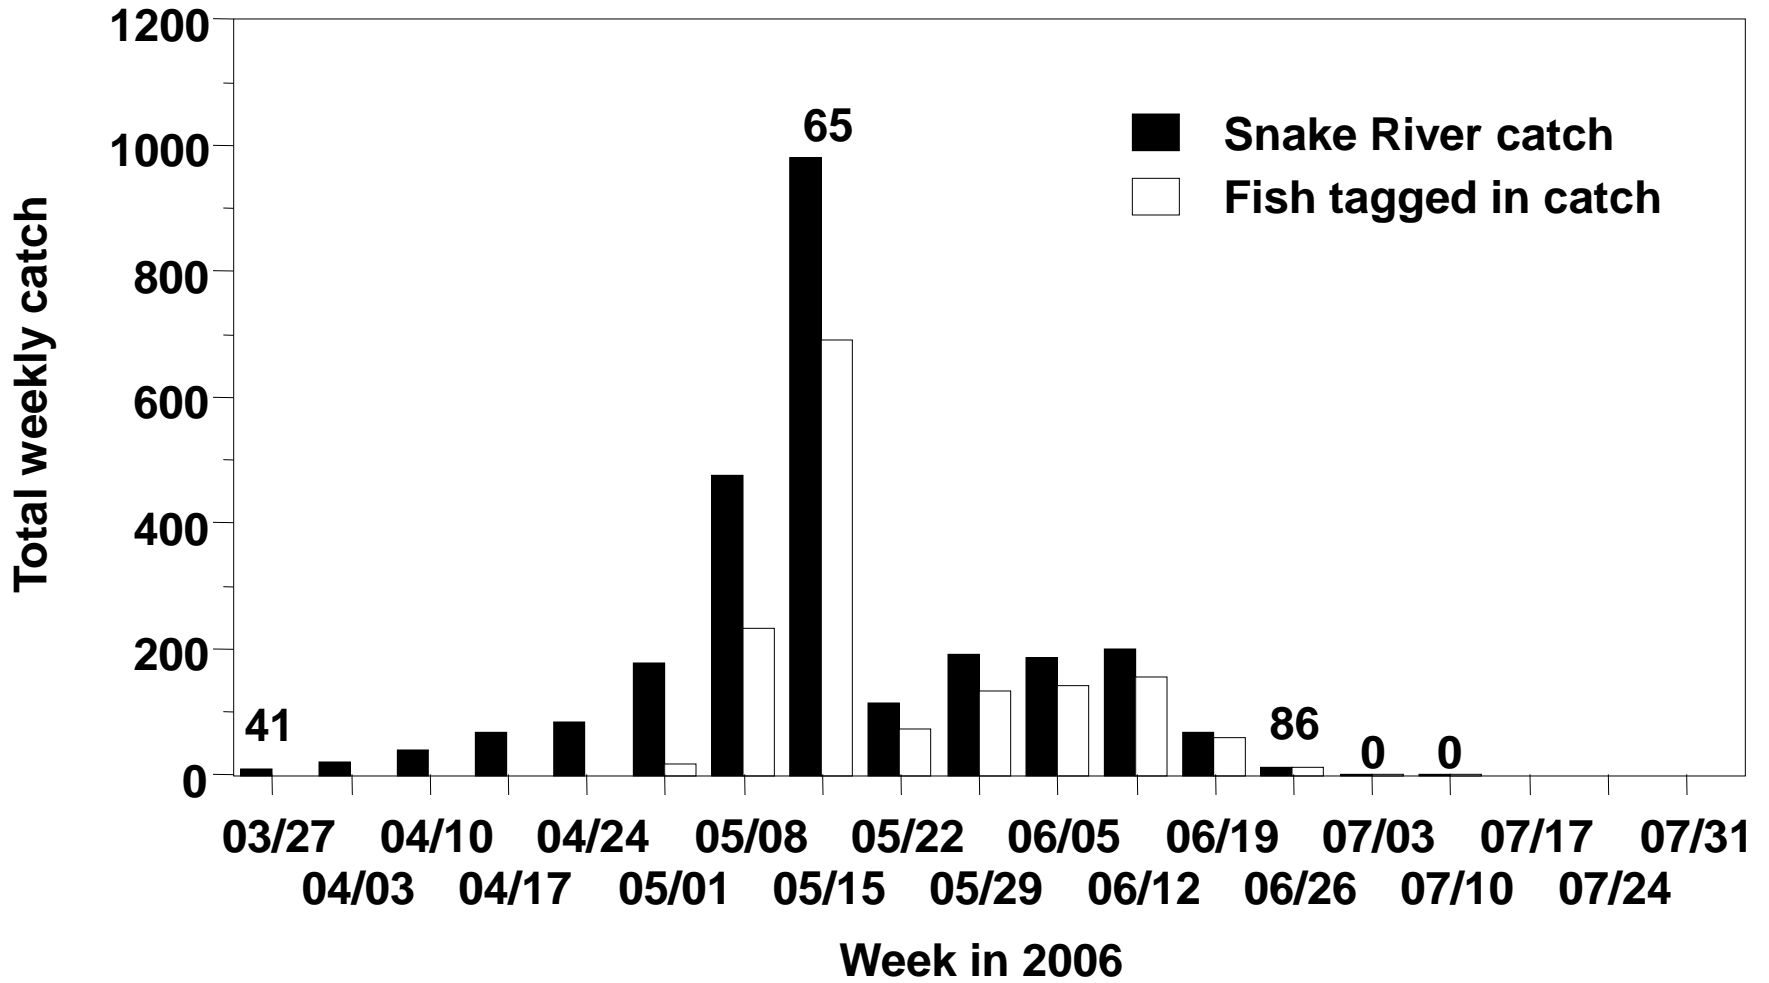 1200
1000
800
600
400
200
0
Total weekly catch
65
Snake River catch
Fish tagged in catch
41
86
0
0
03/27 04/10 04/24 05/08 05/22 06/05 06/19 07/03 07/17 07/31
04/03 04/17 05/01 05/15 05/29 06/12 06/26 07/10 07/24
Week in 2006